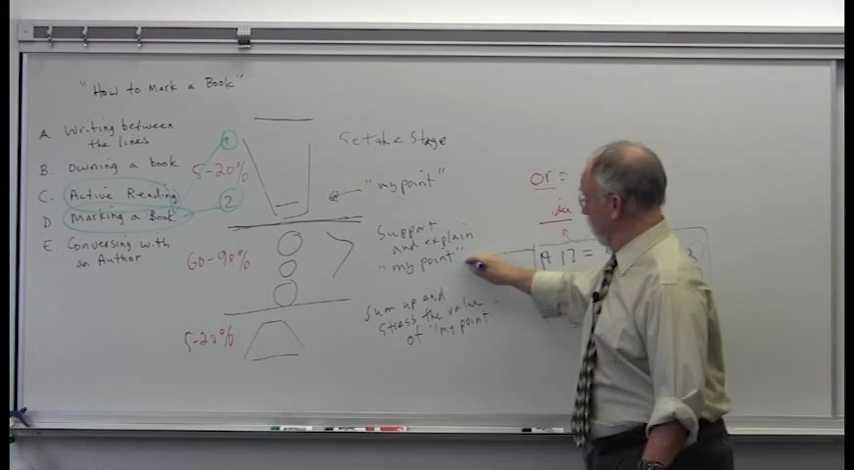 "How to Mark a Book"
A. Writing between
the lines
B. Owning a book
C. Active Reading
D. Marking a Book
E. Conversing with
an Author
1
5-20%
2
60-90%
5-20%
Set the Stage
"my point"
Support
and explain
"my point"
Sum up and
stress the value
of "my point
or =